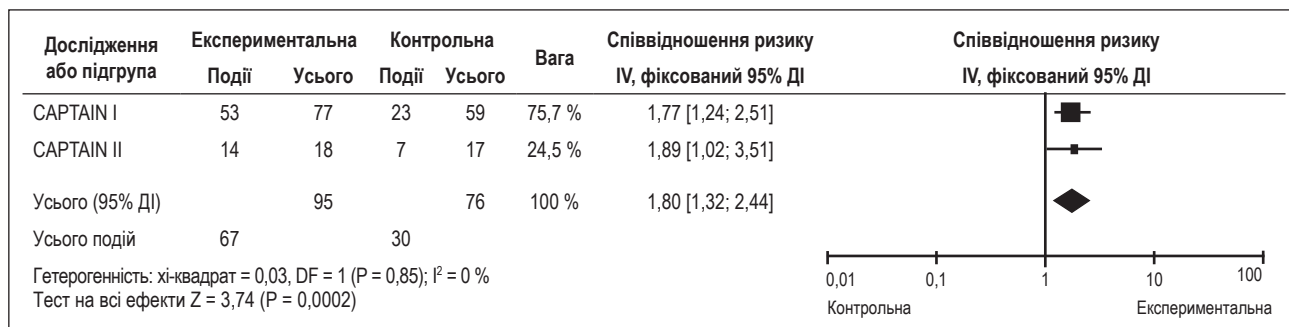 Дослідження або підгрупа Експериментальна Контрольна Вага Співвідношення ризику Співвідношення ризику
Події Усього Події Усього IV, фіксований 95% ДІ IV, фіксований 95% ДІ
CAPTAIN I 53 77 23 59 75,7 % 1,77 [1,24; 2,51]
CAPTAIN II 14 18 7 17 24,5 % 1,89 [1,02; 3,51]
Усього (95% ДІ) 95 76 100 % 1,80 [1,32; 2,44]
Усього подій 67 30
Гетерогенність: хі-квадрат = 0,03, DF = 1 (P = 0,85); I² = 0 %
Тест на всі ефекти Z = 3,74 (P = 0,0002)
0,01 0,1 1 10 100
Контрольна Експериментальна